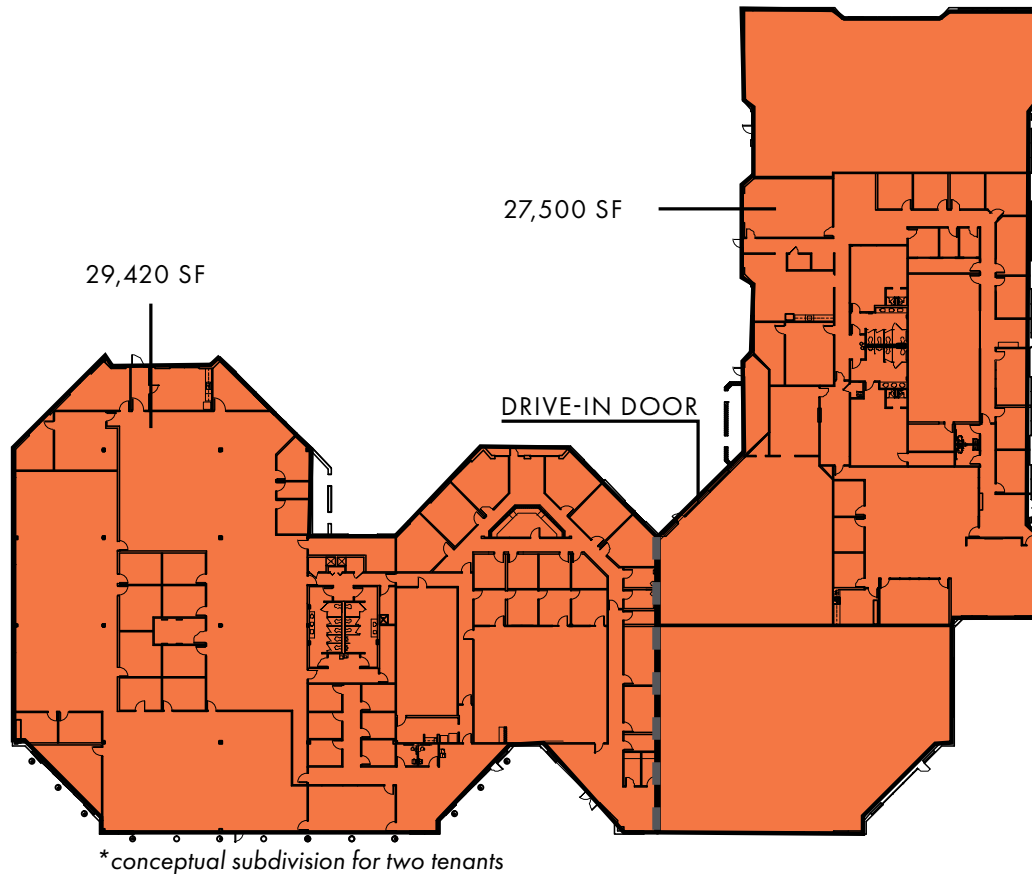 27,500 SF
29,420 SF
DRIVE-IN DOOR
*conceptual subdivision for two tenants